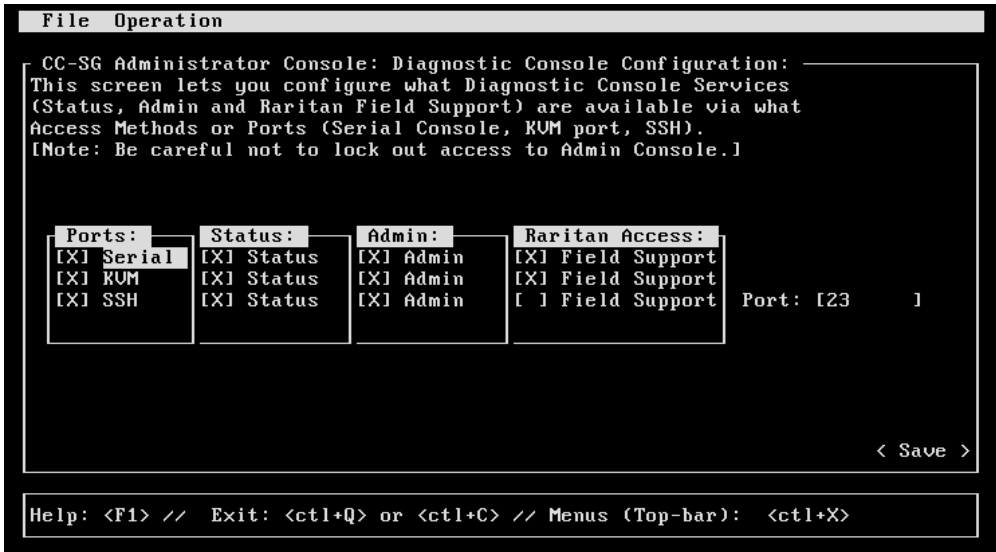 File Operation
CC-SG Administrator Console: Diagnostic Console Configuration:
This screen lets you configure what Diagnostic Console Services
(Status, Admin and Raritan Field Support) are available via what
Access Methods or Ports (Serial Console, KVM port, SSH).
[Note: Be careful not to lock out access to Admin Console.]
Ports: Status: Admin: Raritan Access:
[X] Serial [X] Status [X] Admin [X] Field Support
[X] KVM [X] Status [X] Admin [X] Field Support
[X] SSH [X] Status [X] Admin [ ] Field Support Port: [23 ]
< Save >
Help: <F1> // Exit: <ctl+Q> or <ctl+C> // Menus (Top-bar): <ctl+X>